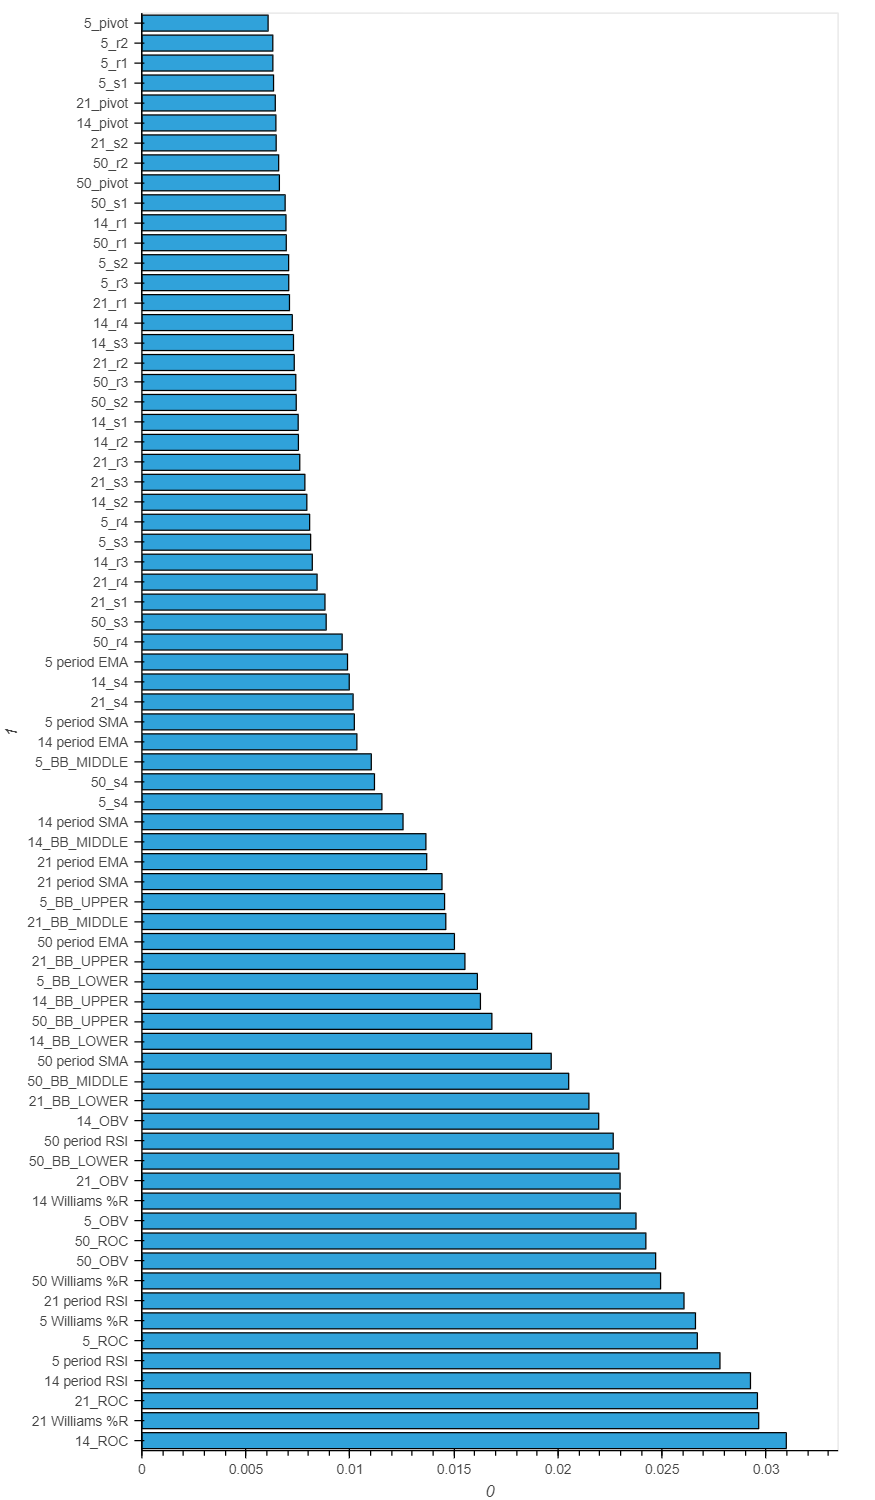 5_pivot
5_r2
5_r1
5_s1
21_pivot
14_pivot
21_s2
50_r2
50_pivot
50_s1
14_r1
50_r1
5_s2
5_r3
21_r1
14_r4
14_s3
21_r2
50_r3
50_s2
14_s1
14_r2
21_r3
21_s3
14_s2
5_r4
5_s3
14_r3
21_r4
21_s1
50_s3
50_r4
5 period EMA
14_s4
21_s4
5 period SMA
1
14 period EMA
5_BB_MIDDLE
50_s4
5_s4
14 period SMA
14_BB_MIDDLE
21 period EMA
21 period SMA
5_BB_UPPER
21_BB_MIDDLE
50 period EMA
21_BB_UPPER
5_BB_LOWER
14_BB_UPPER
50_BB_UPPER
14_BB_LOWER
50 period SMA
50_BB_MIDDLE
21_BB_LOWER
14_OBV
50 period RSI
50_BB_LOWER
21_OBV
14 Williams %R
5_OBV
50_ROC
50_OBV
50 Williams %R
21 period RSI
5 Williams %R
5_ROC
5 period RSI
14 period RSI
21_ROC
21 Williams %R
14_ROC
0 0.005 0.01 0.015 0.02 0.025 0.03
0